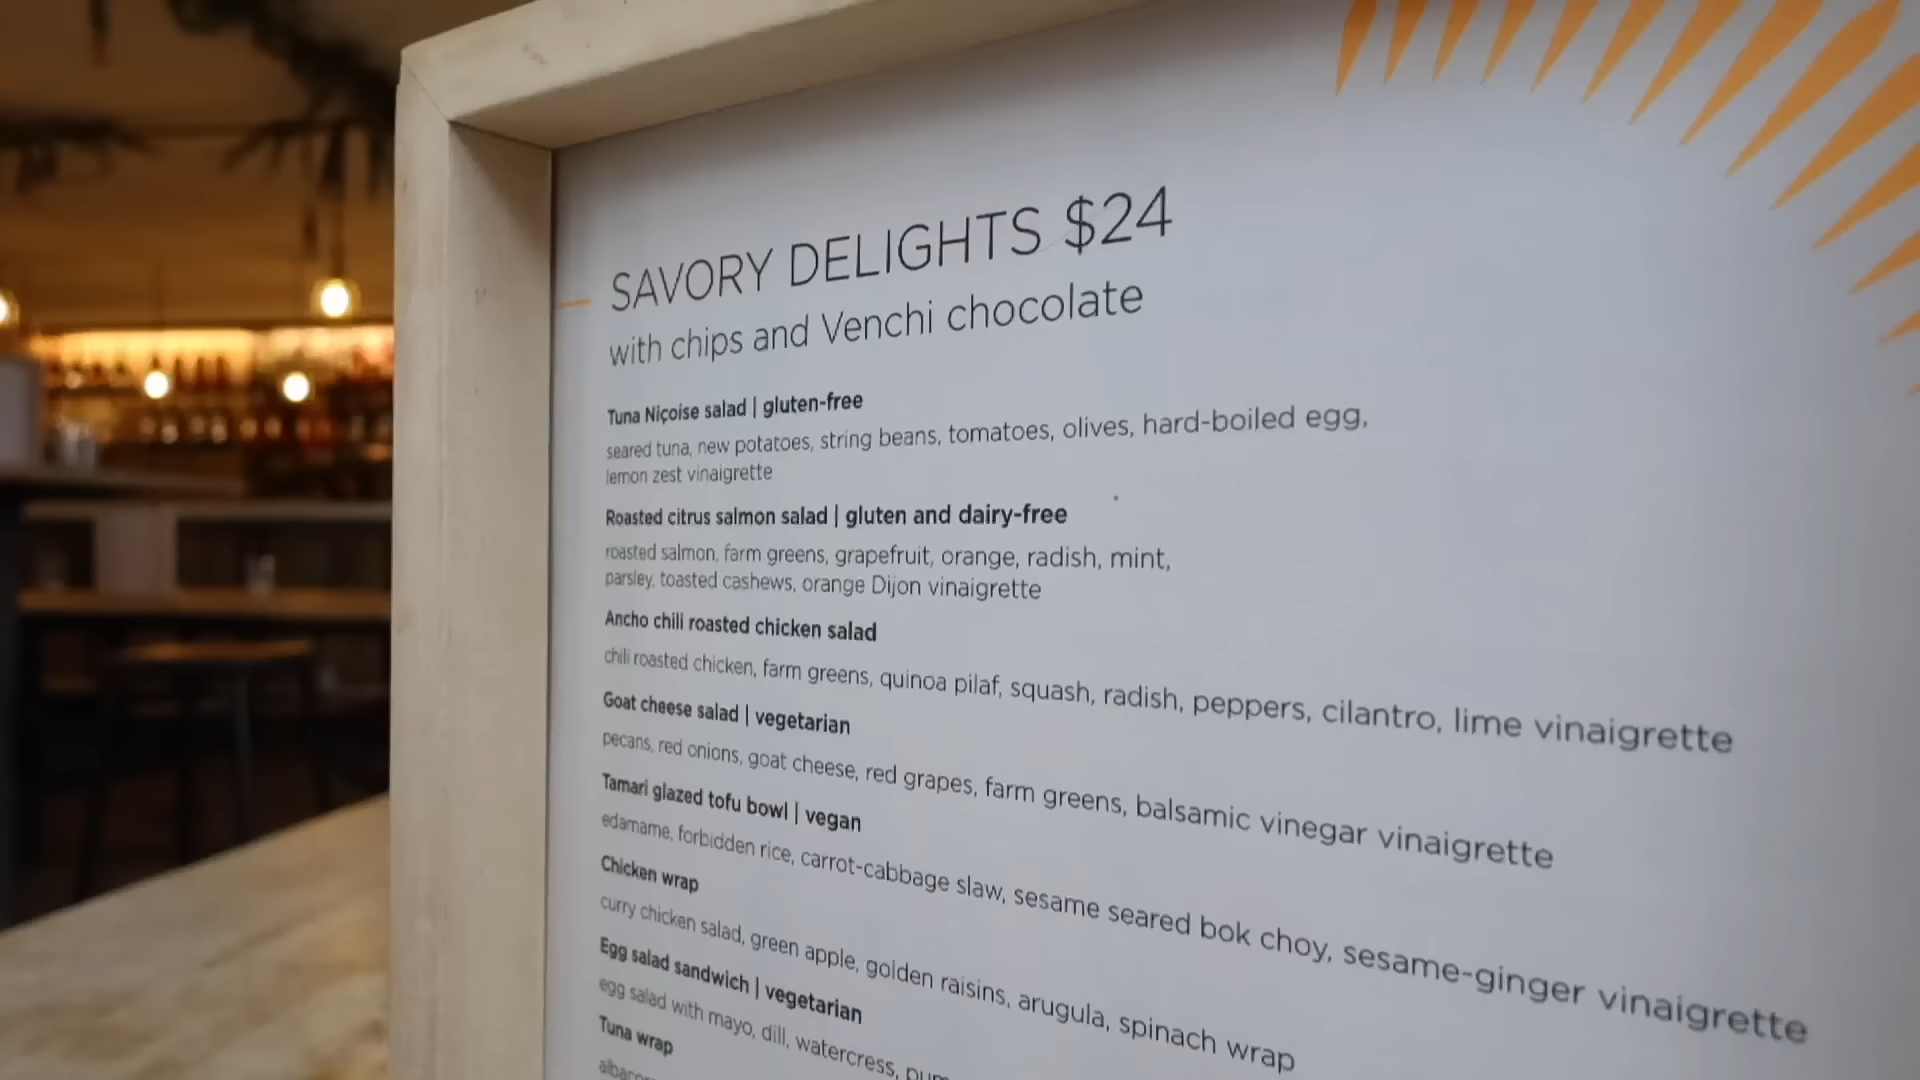 SAVORY DELIGHTS $24
with chips and Venchi chocolate
Tuna Niçoise salad | gluten-free
seared tuna, new potatoes, string beans, tomatoes, olives, hard-boiled egg,
lemon zest vinaigrette
Roasted citrus salmon salad | gluten and dairy-free
roasted salmon, farm greens, grapefruit, orange, radish, mint,
parsley, toasted cashews, orange Dijon vinaigrette
Ancho chili roasted chicken salad
chili roasted chicken, farm greens, quinoa pilaf, squash, radish, peppers, cilantro, lime vinaigrette
Goat cheese salad | vegetarian
pecans, red onions, goat cheese, red grapes, farm greens, balsamic vinegar vinaigrette
Tamari glazed tofu bowl | vegan
edamame, forbidden rice, carrot-cabbage slaw, sesame seared bok choy, sesame-ginger vinaigrette
Chicken wrap
curry chicken salad, green apple, golden raisins, arugula, spinach wrap
Egg salad sandwich | vegetarian
egg salad with mayo, dill, watercress,
Tuna wrap